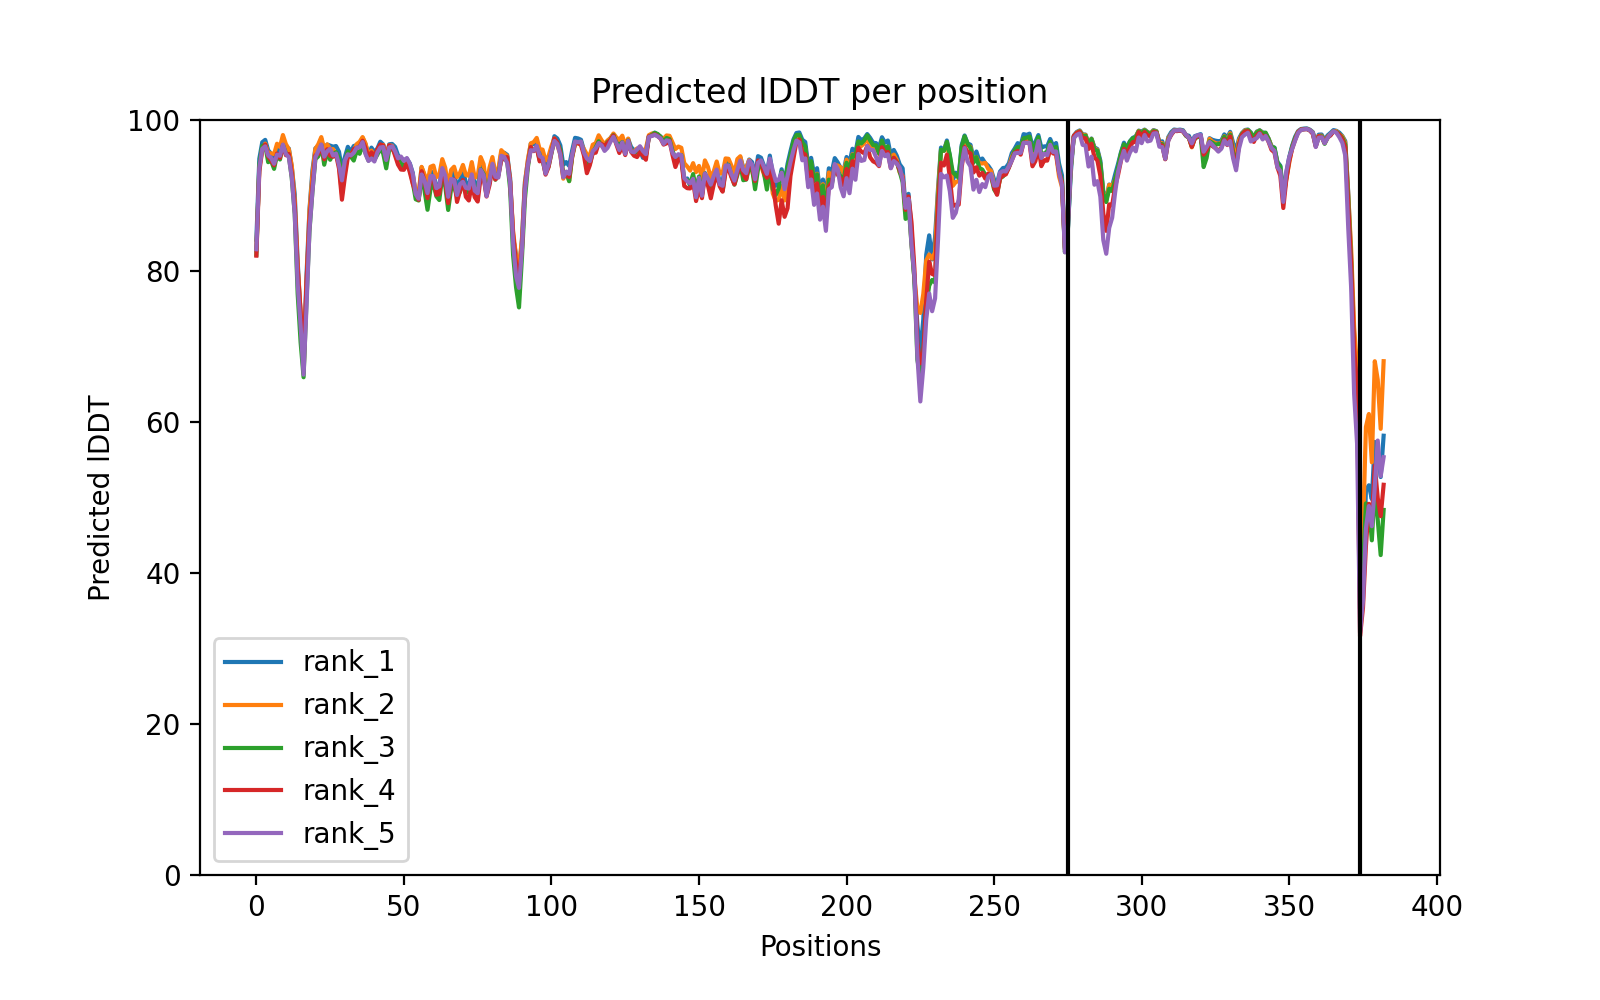 Predicted lDDT per position
Predicted lDDT
100
80
60
40
20
0
rank_1
rank_2
rank_3
rank_4
rank_5
0 50 100 150 200 250 300 350 400
Positions